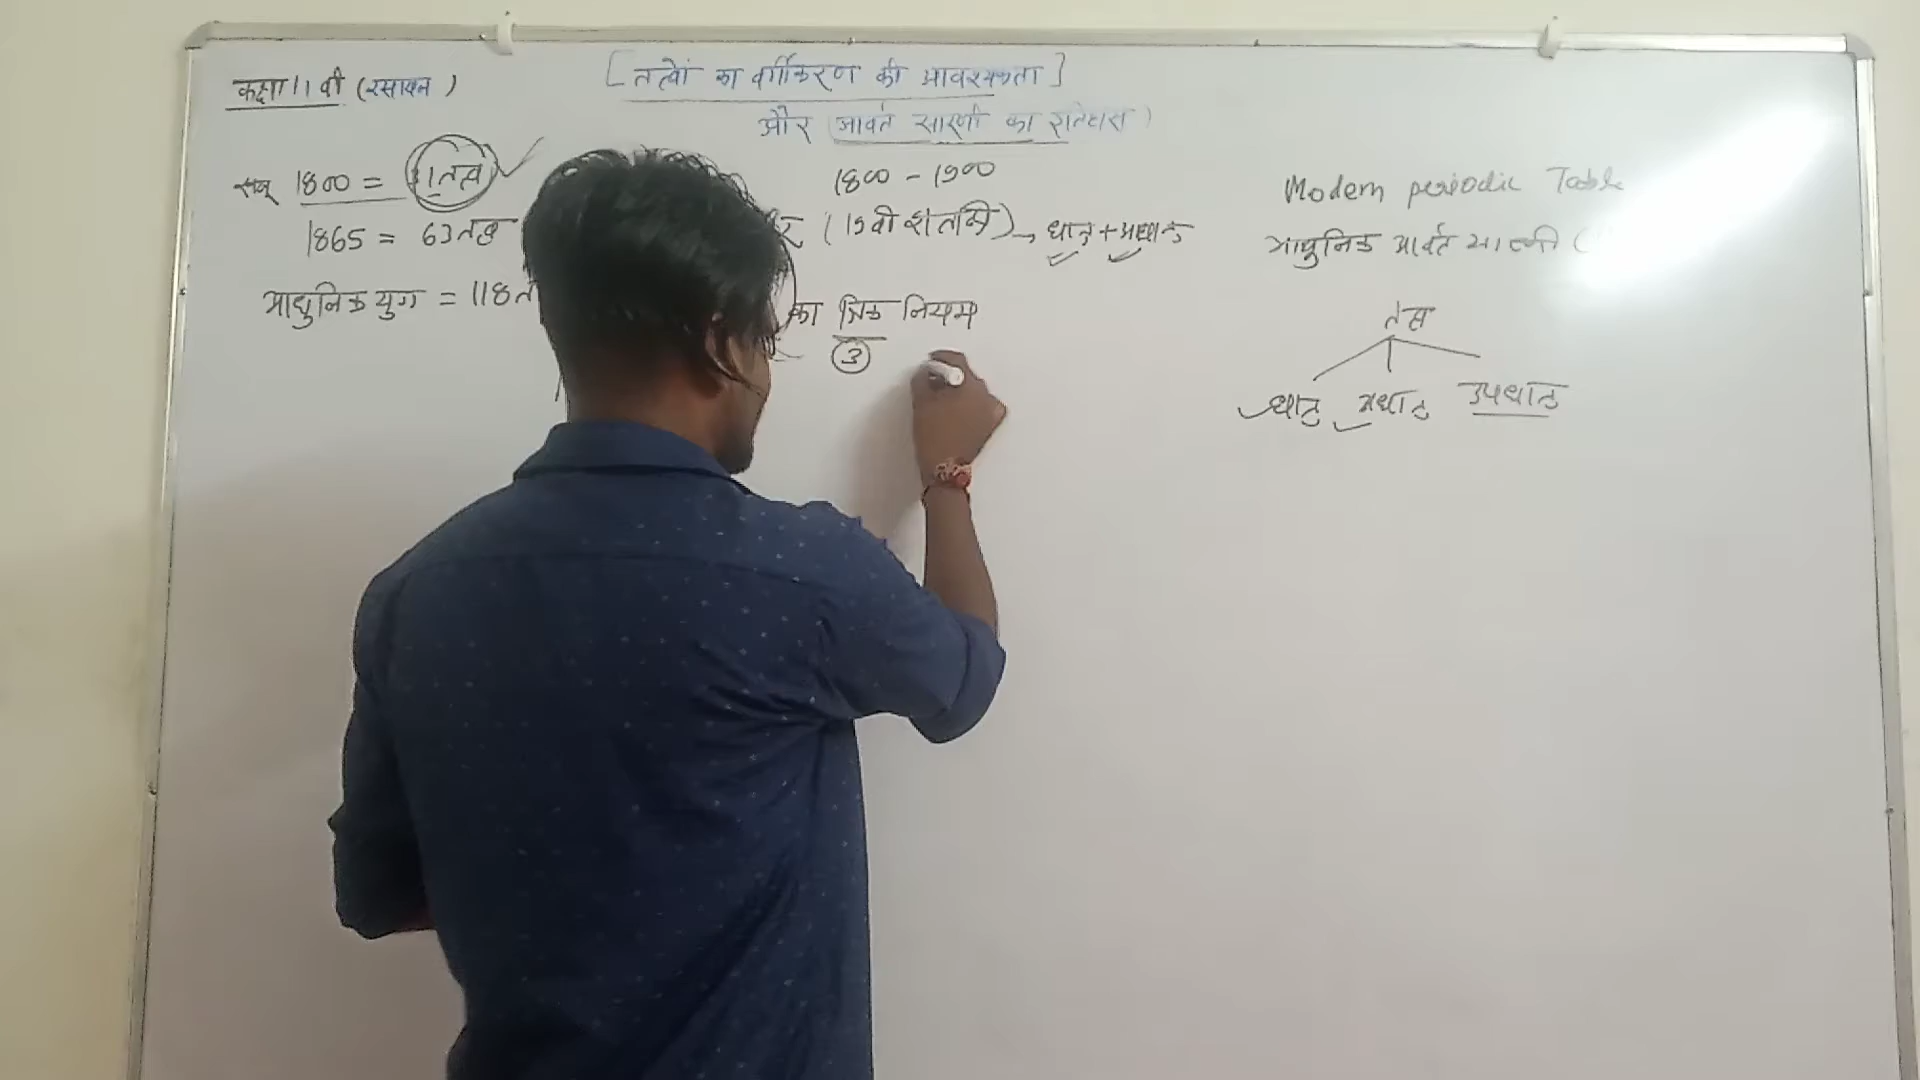 कक्षा 11 वी (रसायन)
[तत्वों का वर्गीकरण की आवश्यकता]
और (आवर्त सारणी का इतिहास)
सन् 1800 = 31 तत्व
1865 = 63 तत्व
आधुनिक युग = 118 त
1800 - 1900
(19 वी शताब्दी) → धातु + अधातु
का त्रिक नियम
3
Modern periodic Table
आधुनिक आवर्त सारणी (
तत्व
धातु अधातु उपधातु